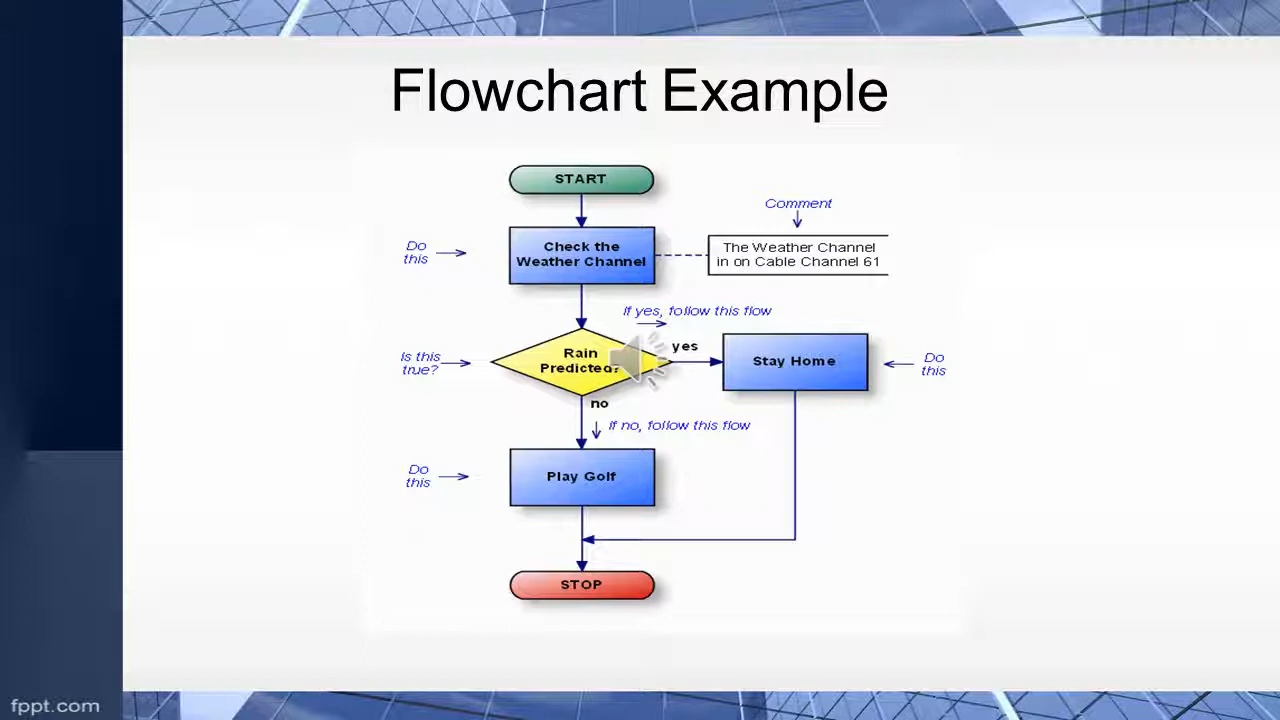 Flowchart Example
START
Comment
Do
this
Check the
Weather Channel
The Weather Channel
in on Cable Channel 61
If yes, follow this flow
Is this
true?
Rain
Predicted?
yes
Stay Home
Do
this
no
If no, follow this flow
Do
this
Play Golf
STOP
fppt.com